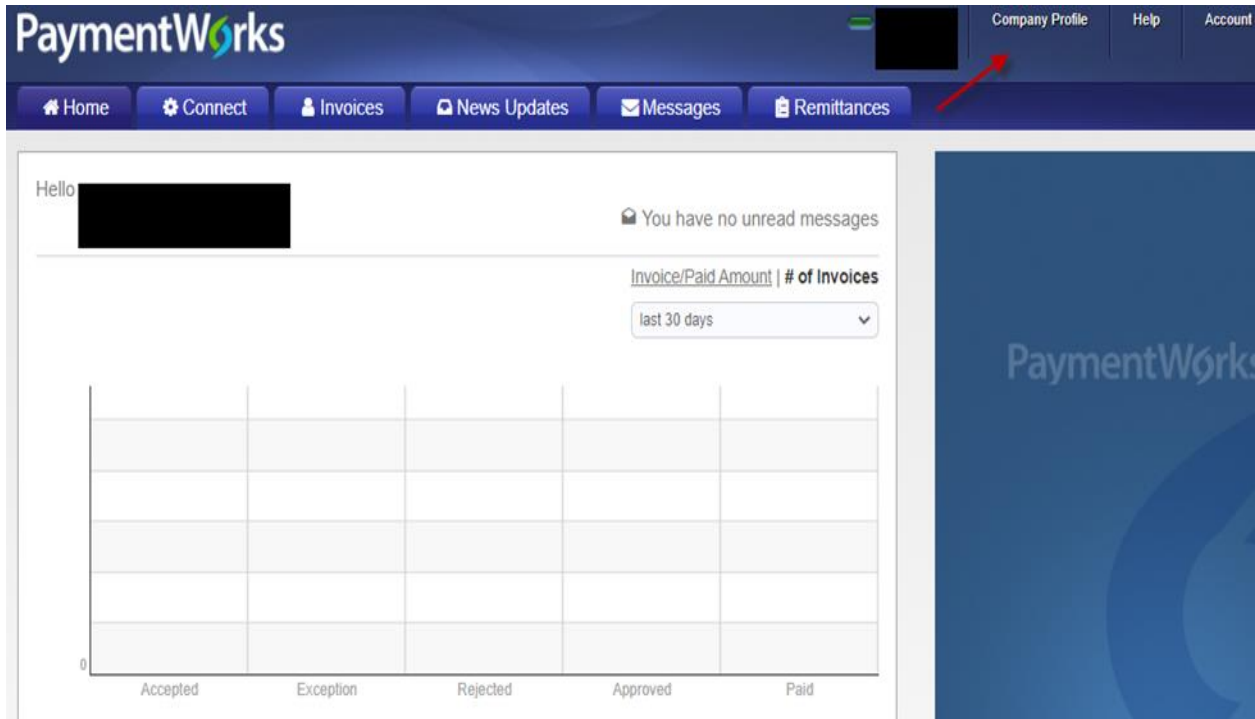 PaymentWorks
Company Profile
Help
Account
Home
Connect
Invoices
News Updates
Messages
Remittances
Hello
You have no unread messages
Invoice/Paid Amount | # of Invoices
last 30 days
PaymentWorks
0
Accepted
Exception
Rejected
Approved
Paid